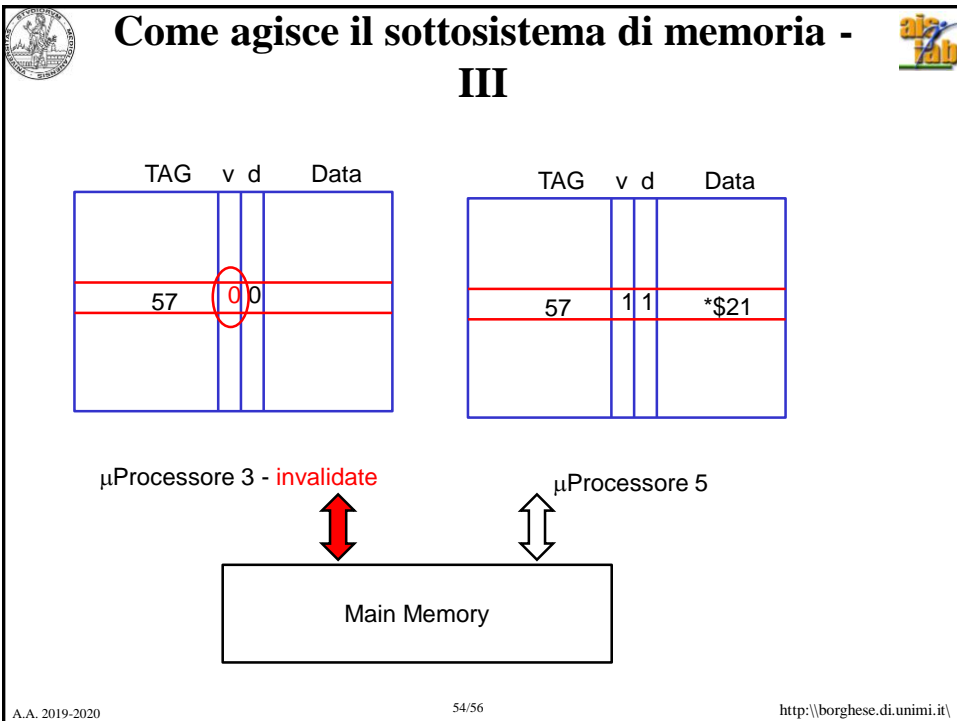 Come agisce il sottosistema di memoria -
III
TAG v d Data
57 0 0
TAG v d Data
57 1 1 *$21
µProcessore 3 - invalidate
µProcessore 5
Main Memory
A.A. 2019-2020
54/56
http:\\borghese.di.unimi.it\